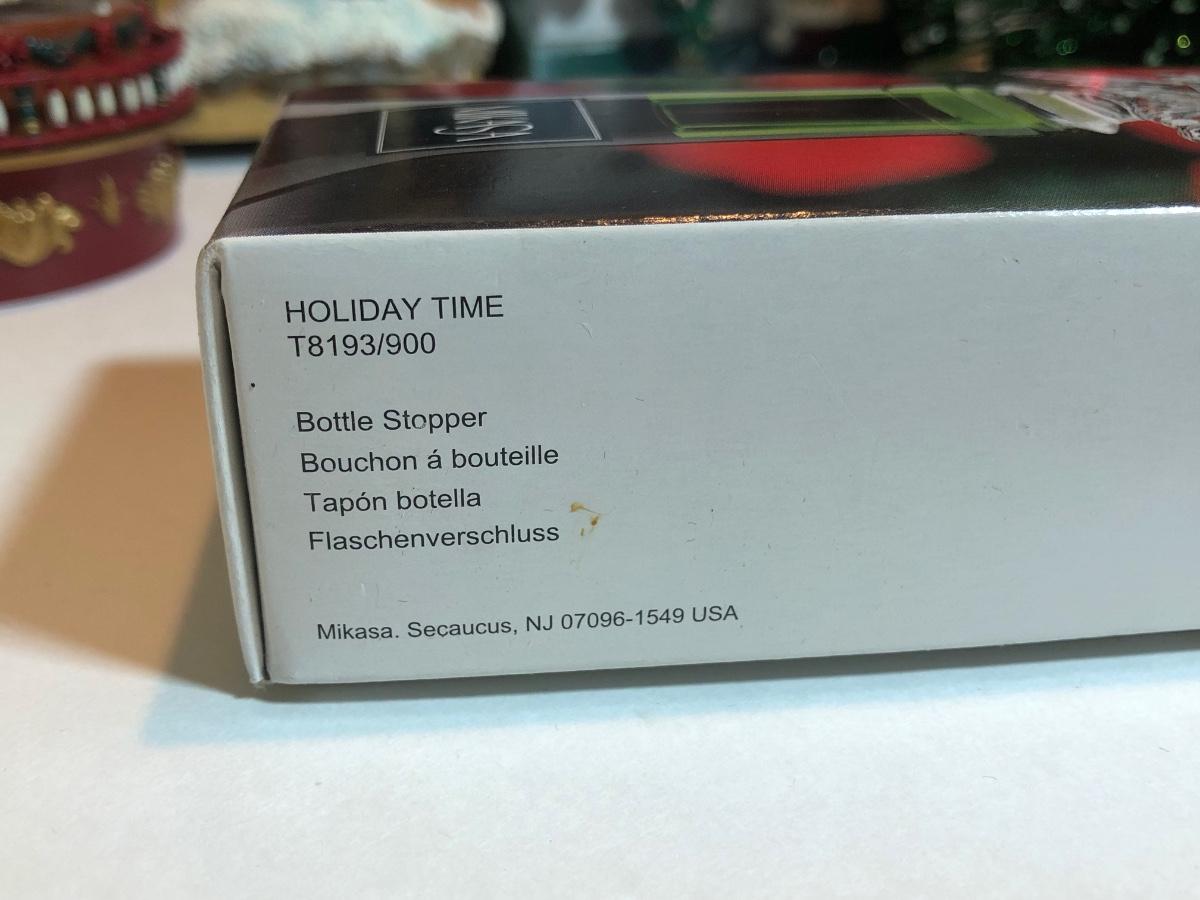 HOLIDAY TIME
T8193/900
Bottle Stopper
Bouchon á bouteille
Tapón botella
Flaschenverschluss
Mikasa. Secaucus, NJ 07096-1549 USA